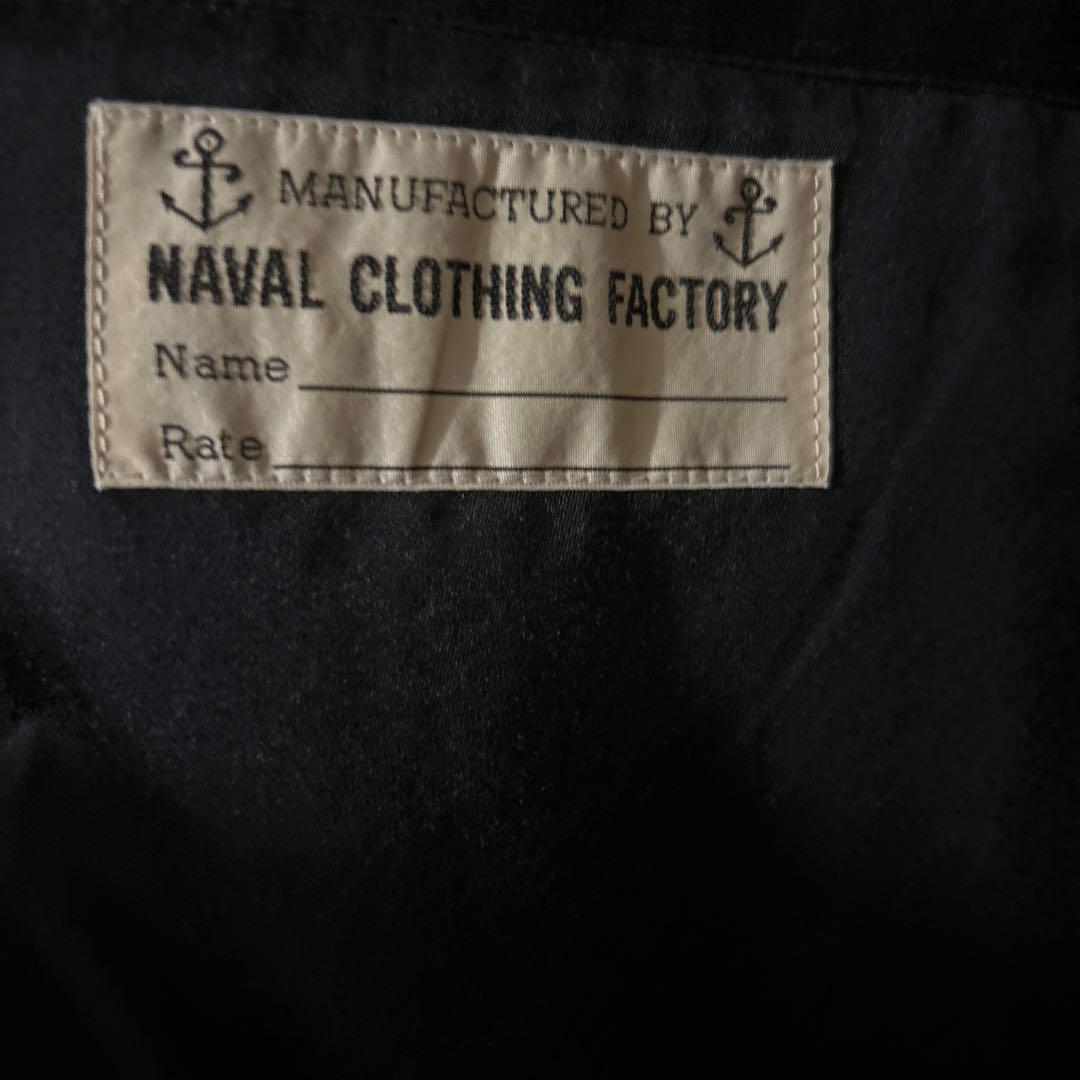 MANUFACTURED BY
NAVAL CLOTHING FACTORY
Name
Rate